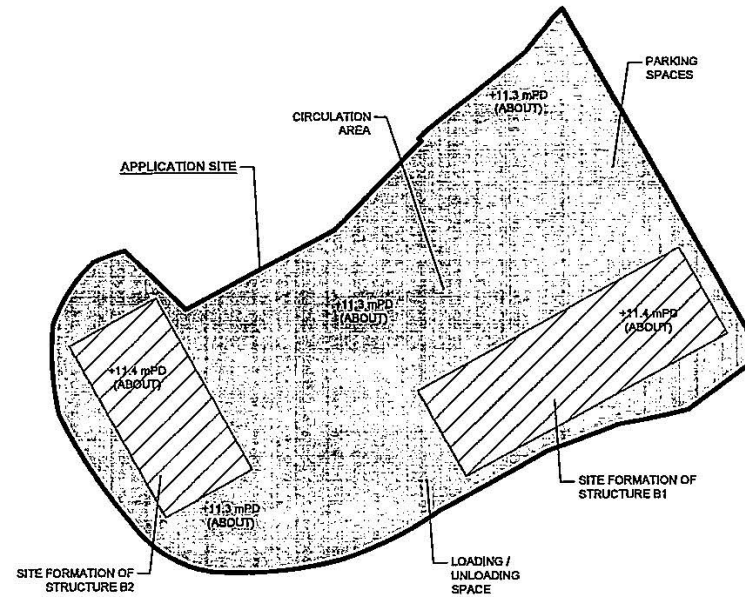 PARKING
SPACES
+11.3 mPD
(ABOUT)
CIRCULATION
AREA
APPLICATION SITE
+11.3 mPD
(ABOUT)
+11.4 mPD
(ABOUT)
+11.4 mPD
(ABOUT)
SITE FORMATION OF
STRUCTURE B1
+11.3 mPD
(ABOUT)
LOADING /
UNLOADING
SPACE
SITE FORMATION OF
STRUCTURE B2